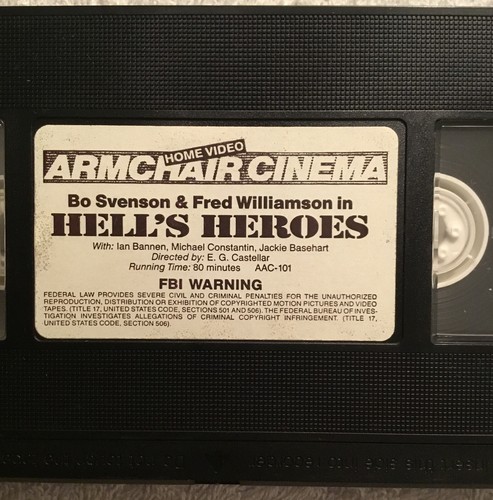 HOME VIDEO
ARMCHAIR CINEMA
Bo Svenson & Fred Williamson in
HELL'S HEROES
With: Ian Bannen, Michael Constantin, Jackie Basehart
Directed by: E. G. Castellar
Running Time: 80 minutes AAC-101
FBI WARNING
FEDERAL LAW PROVIDES SEVERE CIVIL AND CRIMINAL PENALTIES FOR THE UNAUTHORIZED
REPRODUCTION, DISTRIBUTION OR EXHIBITION OF COPYRIGHTED MOTION PICTURES AND VIDEO
TAPES. (TITLE 17, UNITED STATES CODE, SECTIONS 501 AND 506). THE FEDERAL BUREAU OF INVES-
TIGATION INVESTIGATES ALLEGATIONS OF CRIMINAL COPYRIGHT INFRINGEMENT. (TITLE 17,
UNITED STATES CODE, SECTION 506).